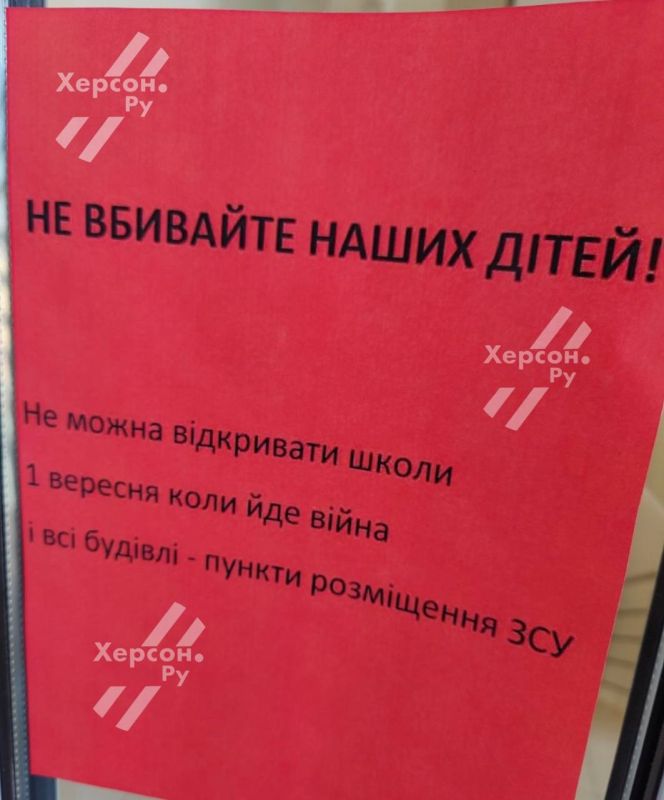 Херсон.
Ру
НЕ ВБИВАЙТЕ НАШИХ ДІТЕЙ!
Херсон.
Ру
Не можна відкривати школи
1 вересня коли йде війна
і всі будівлі - пункти розміщення ЗСУ
Херсон.
Ру